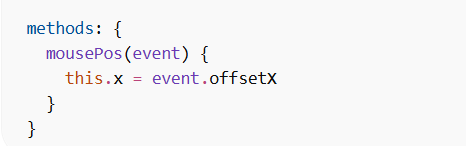 methods: {
  mousePos(event) {
    this.x = event.offsetX
  }
}